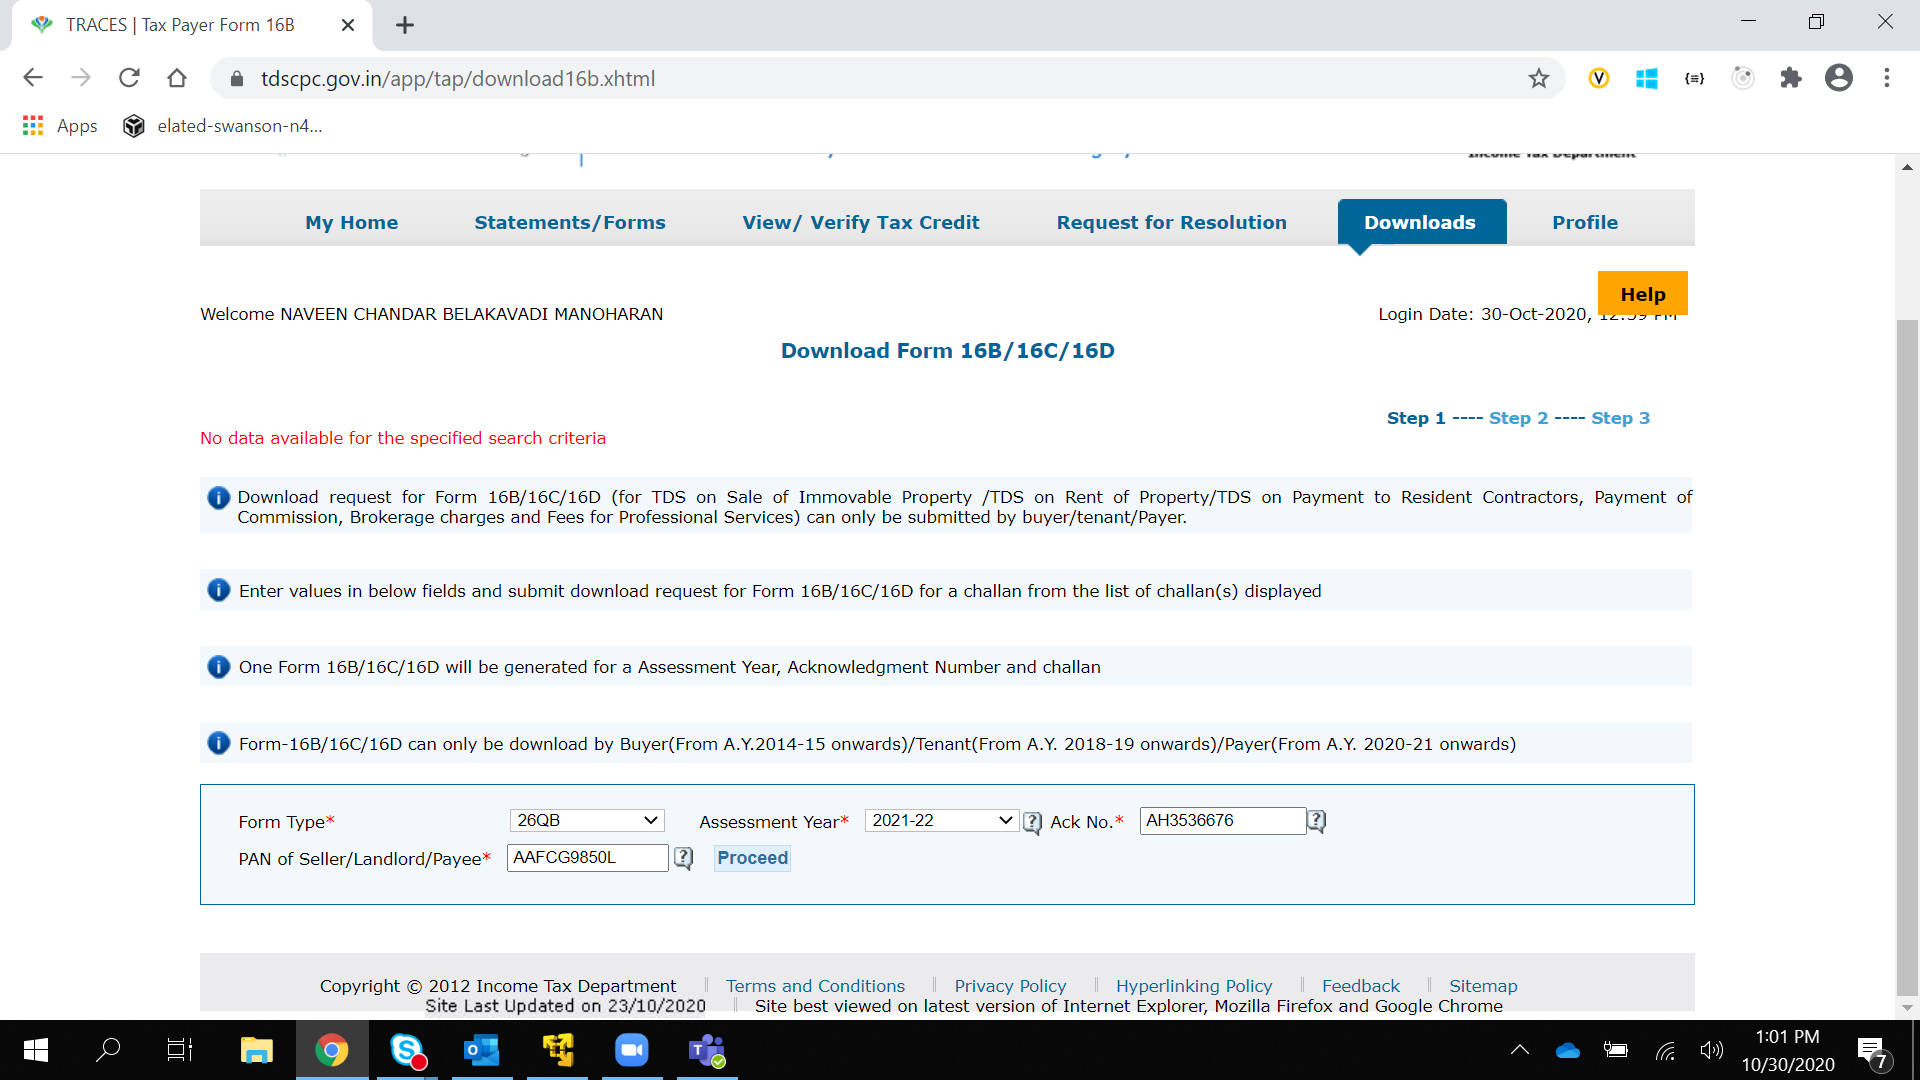 TRACES | Tax Payer Form 16B
tdscpc.gov.in/app/tap/download16b.xhtml
Apps
elated-swanson-n4...
Income Tax Department
My Home Statements/Forms View/ Verify Tax Credit Request for Resolution Downloads Profile
Help
Welcome NAVEEN CHANDAR BELAKAVADI MANOHARAN Login Date: 30-Oct-2020, 12:59 PM
Download Form 16B/16C/16D
Step 1 ---- Step 2 ---- Step 3
No data available for the specified search criteria
Download request for Form 16B/16C/16D (for TDS on Sale of Immovable Property /TDS on Rent of Property/TDS on Payment to Resident Contractors, Payment of
Commission, Brokerage charges and Fees for Professional Services) can only be submitted by buyer/tenant/Payer.
Enter values in below fields and submit download request for Form 16B/16C/16D for a challan from the list of challan(s) displayed
One Form 16B/16C/16D will be generated for a Assessment Year, Acknowledgment Number and challan
Form-16B/16C/16D can only be download by Buyer(From A.Y.2014-15 onwards)/Tenant(From A.Y. 2018-19 onwards)/Payer(From A.Y. 2020-21 onwards)
Form Type* 26QB Assessment Year* 2021-22 Ack No.* AH3536676
PAN of Seller/Landlord/Payee* AAFCG9850L Proceed
Copyright © 2012 Income Tax Department Terms and Conditions Privacy Policy Hyperlinking Policy Feedback Sitemap
Site Last Updated on 23/10/2020 Site best viewed on latest version of Internet Explorer, Mozilla Firefox and Google Chrome
1:01 PM
10/30/2020
7